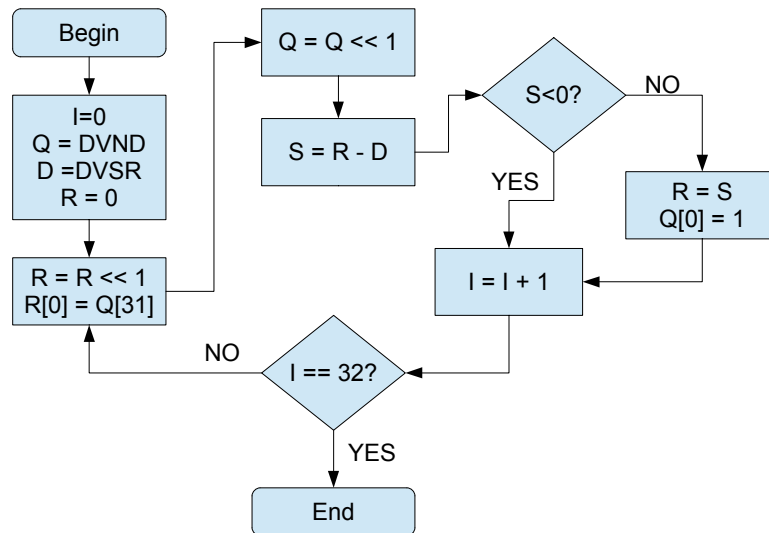 Begin
I=0
Q = DVND
D =DVSR
R = 0
R = R << 1
R[0] = Q[31]
Q = Q << 1
S = R - D
S<0?
NO
YES
R = S
Q[0] = 1
I = I + 1
I == 32?
NO
YES
End